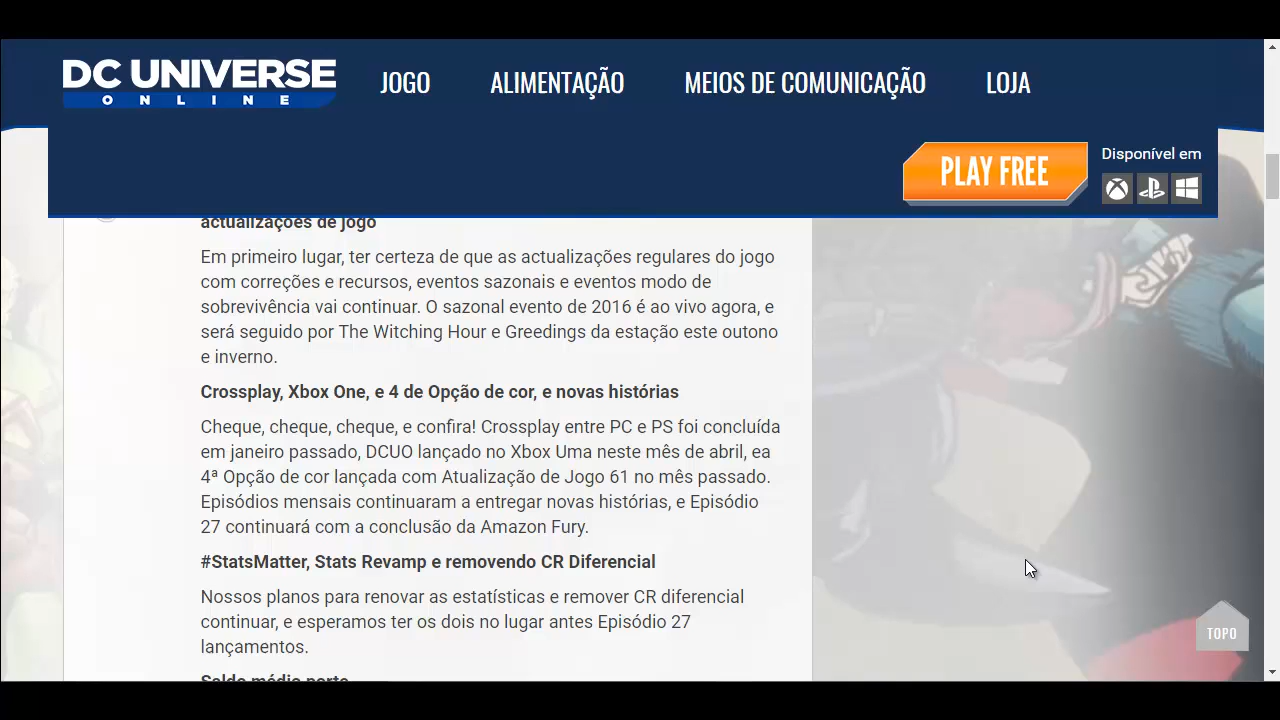 DC UNIVERSE
ONLINE
JOGO
ALIMENTAÇÃO
MEIOS DE COMUNICAÇÃO
LOJA
PLAY FREE
Disponível em
actualizações de jogo
Em primeiro lugar, ter certeza de que as actualizações regulares do jogo
com correções e recursos, eventos sazonais e eventos modo de
sobrevivência vai continuar. O sazonal evento de 2016 é ao vivo agora, e
será seguido por The Witching Hour e Greedings da estação este outono
e inverno.
Crossplay, Xbox One, e 4 de Opção de cor, e novas histórias
Cheque, cheque, cheque, e confira! Crossplay entre PC e PS foi concluída
em janeiro passado, DCUO lançado no Xbox Uma neste mês de abril, ea
4ª Opção de cor lançada com Atualização de Jogo 61 no mês passado.
Episódios mensais continuaram a entregar novas histórias, e Episódio
27 continuará com a conclusão da Amazon Fury.
#StatsMatter, Stats Revamp e removendo CR Diferencial
Nossos planos para renovar as estatísticas e remover CR diferencial
continuar, e esperamos ter os dois no lugar antes Episódio 27
lançamentos.
Saldo médio porte
TOPO